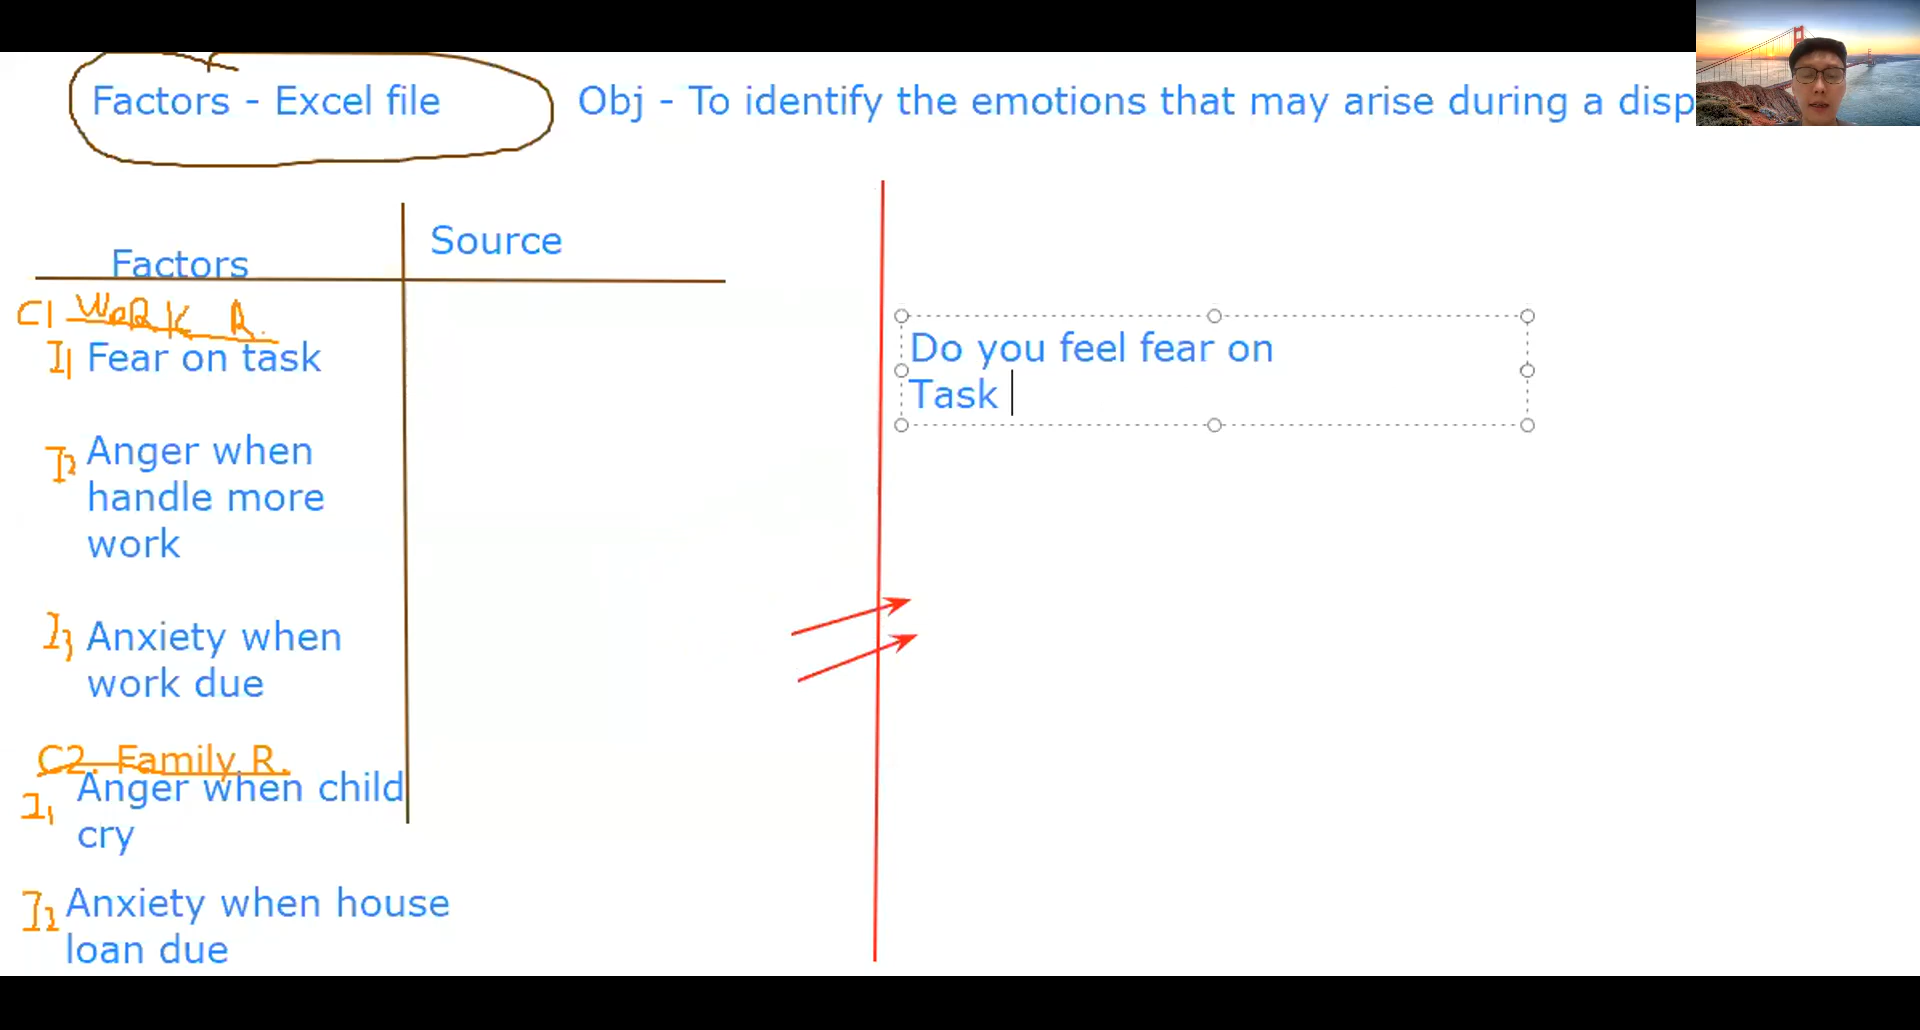 Factors - Excel file
Obj - To identify the emotions that may arise during a disp
Factors
Source
C1 WORK R.
I1 Fear on task
I2 Anger when
handle more
work
I3 Anxiety when
work due
C2. Family R.
I1 Anger when child
cry
I2 Anxiety when house
loan due
Do you feel fear on
Task